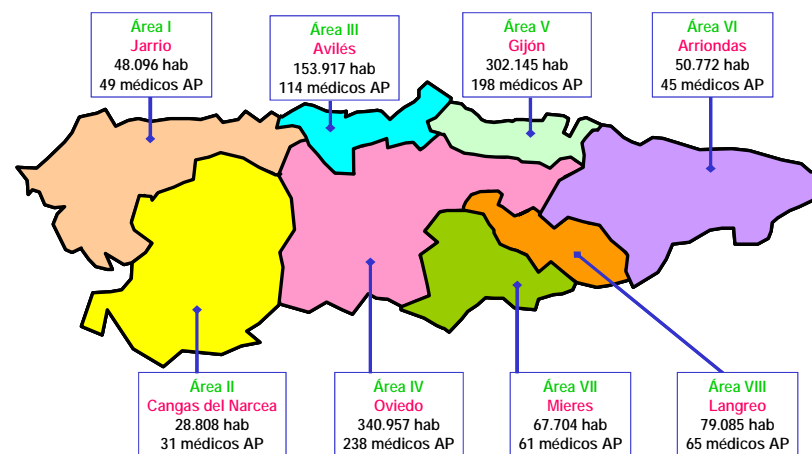 Área I
Jarrio
48.096 hab
49 médicos AP
Área III
Avilés
153.917 hab
114 médicos AP
Área V
Gijón
302.145 hab
198 médicos AP
Área VI
Arriondas
50.772 hab
45 médicos AP
Área II
Cangas del Narcea
28.808 hab
31 médicos AP
Área IV
Oviedo
340.957 hab
238 médicos AP
Área VII
Mieres
67.704 hab
61 médicos AP
Área VIII
Langreo
79.085 hab
65 médicos AP